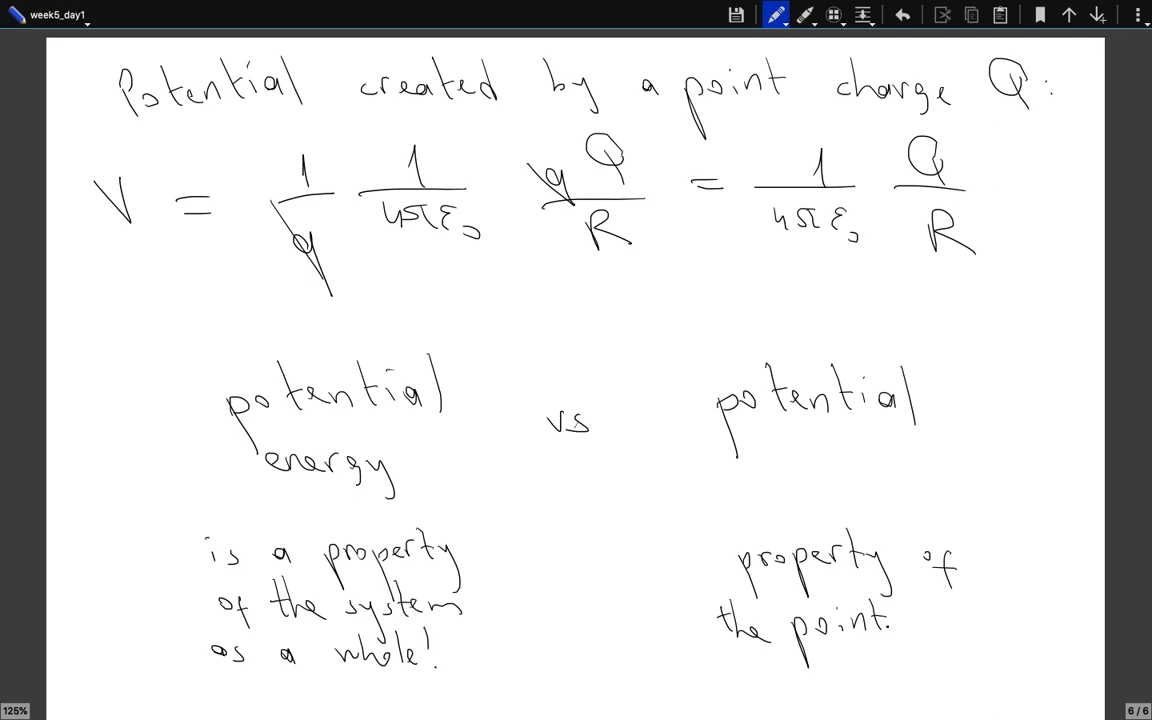 week5_day1
Potential created by a point charge Q:
V = 1/q 1/4πε₀ qQ/R = 1/4πε₀ Q/R
potential energy vs potential
is a property of the system as a whole!
property of the point.
125%
6 / 6